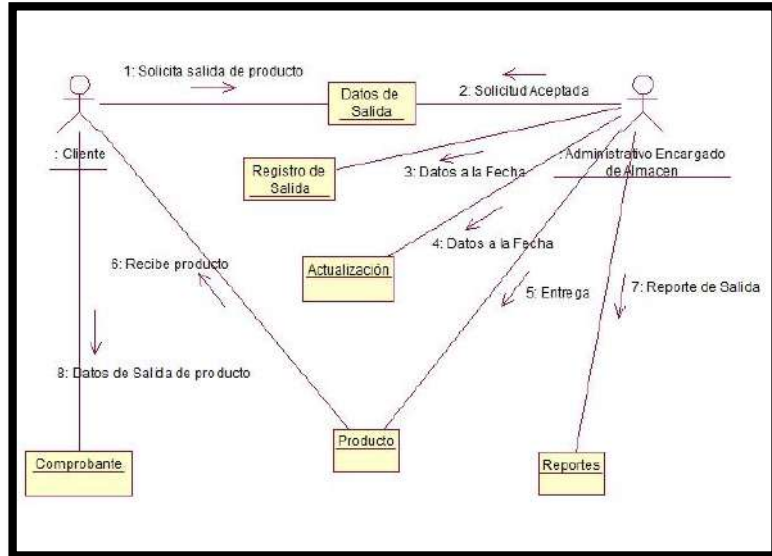 1: Solicita salida de producto
Datos de
Salida
2: Solicitud Aceptada
: Cliente
Registro de
Salida
3: Datos a la Fecha
: Administrativo Encargado
de Almacen
4: Datos a la Fecha
Actualización
6: Recibe producto
5: Entrega
7: Reporte de Salida
8: Datos de Salida de producto
Comprobante
Producto
Reportes